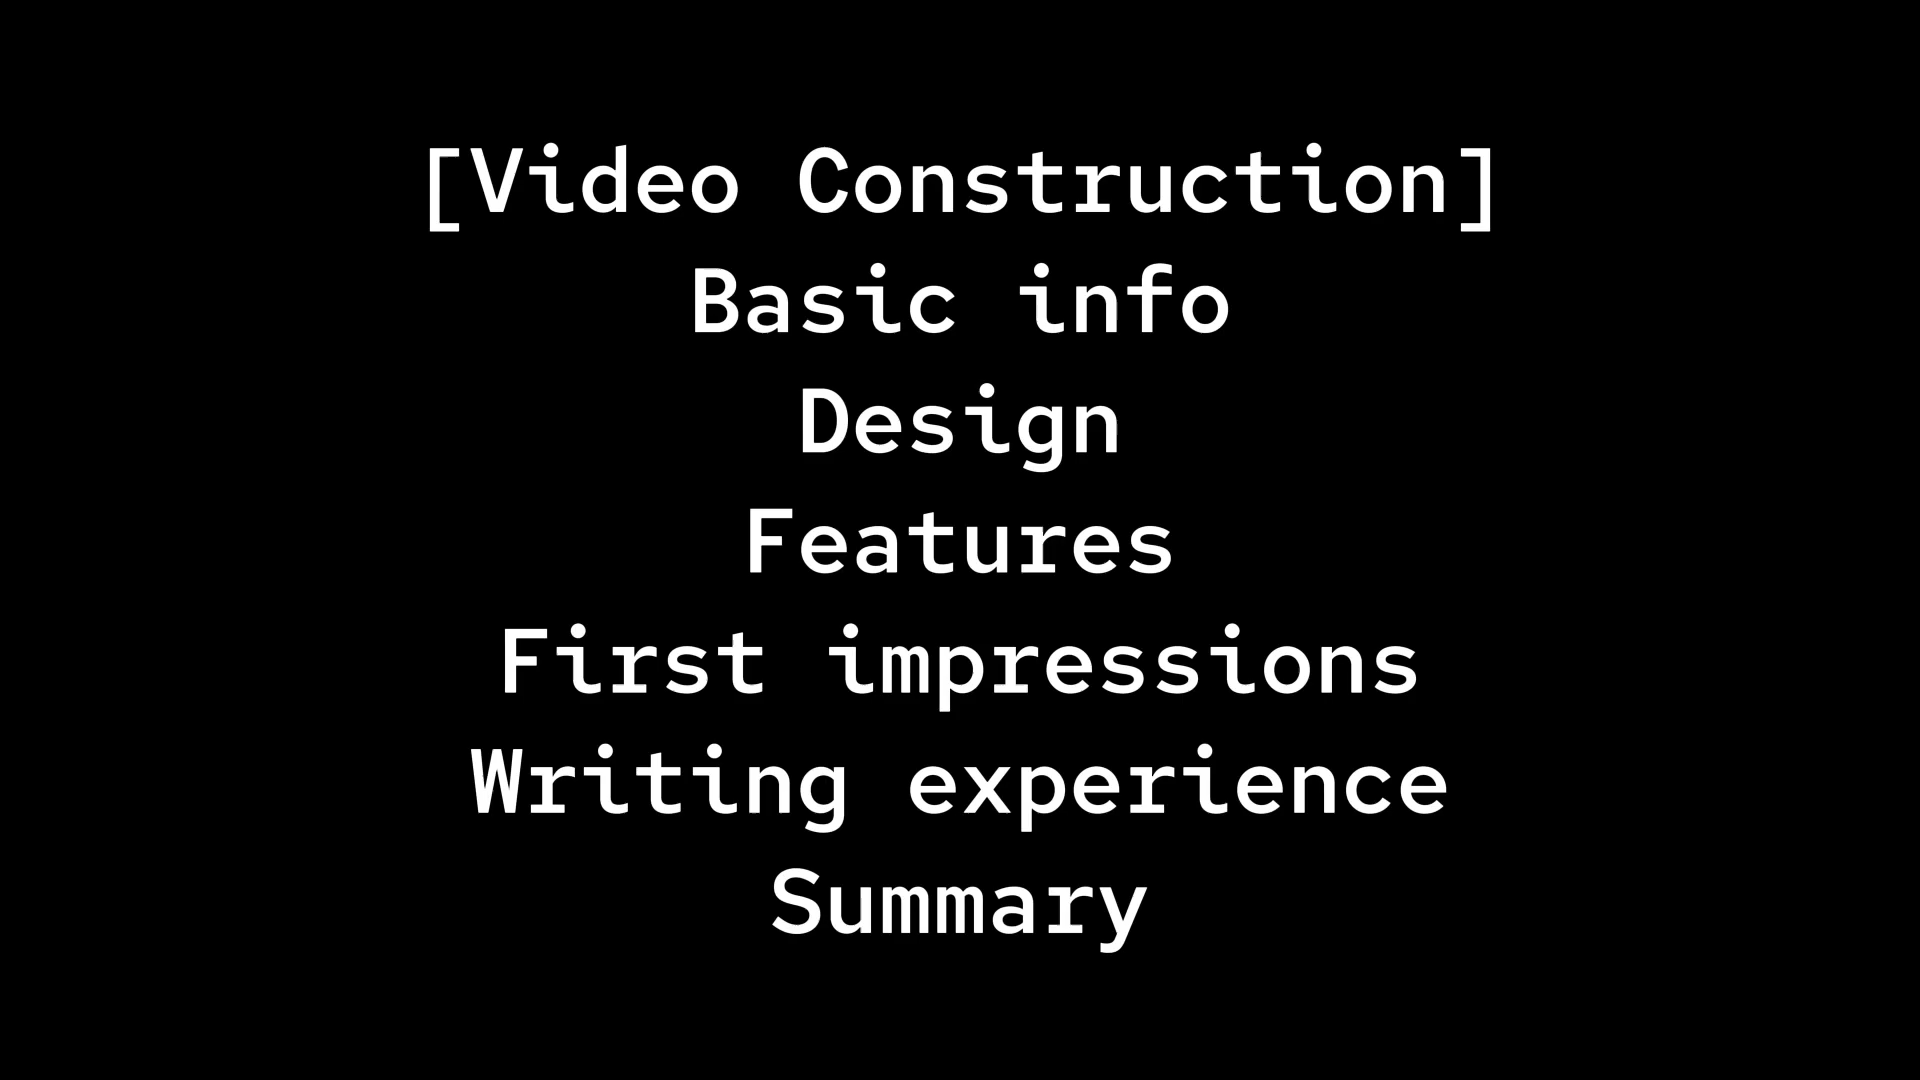 [Video Construction]
Basic info
Design
Features
First impressions
Writing experience
Summary